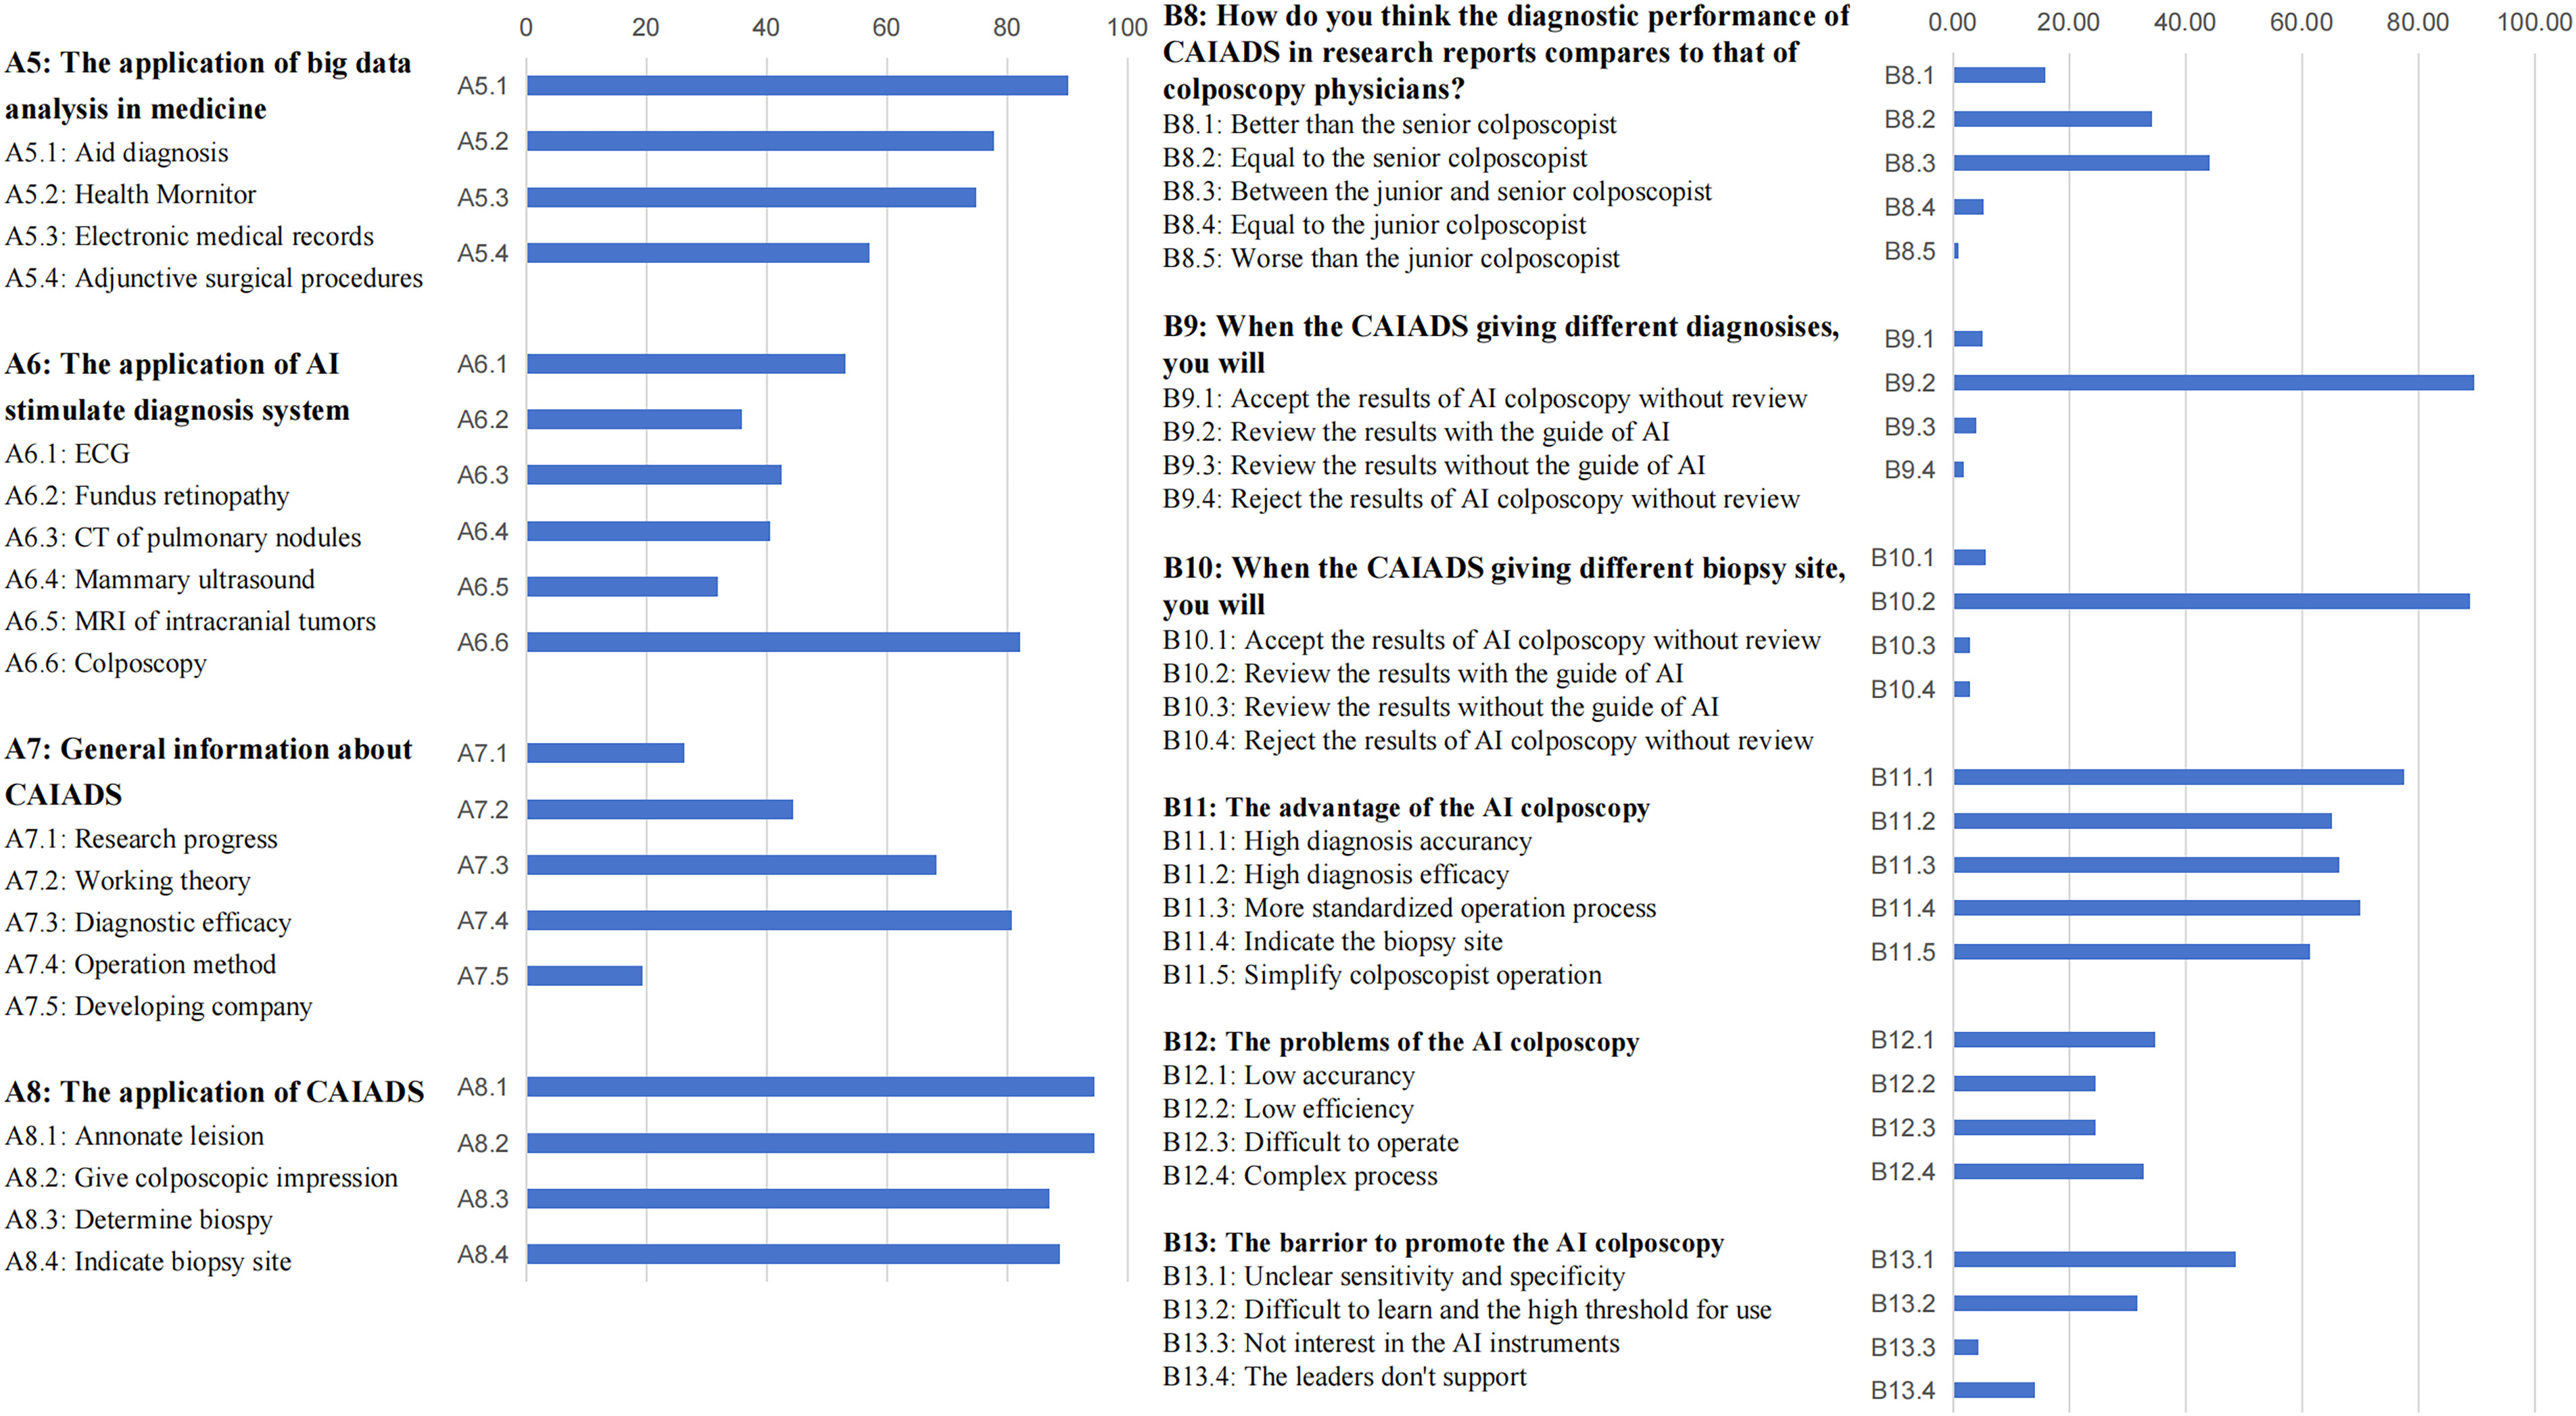 0 20 40 60 80 100
A5: The application of big data
analysis in medicine
A5.1: Aid diagnosis
A5.2: Health Mornitor
A5.3: Electronic medical records
A5.4: Adjunctive surgical procedures
A5.1
A5.2
A5.3
A5.4
A6: The application of AI
stimulate diagnosis system
A6.1: ECG
A6.2: Fundus retinopathy
A6.3: CT of pulmonary nodules
A6.4: Mammary ultrasound
A6.5: MRI of intracranial tumors
A6.6: Colposcopy
A6.1
A6.2
A6.3
A6.4
A6.5
A6.6
A7: General information about
CAIADS
A7.1: Research progress
A7.2: Working theory
A7.3: Diagnostic efficacy
A7.4: Operation method
A7.5: Developing company
A7.1
A7.2
A7.3
A7.4
A7.5
A8: The application of CAIADS
A8.1: Annonate leision
A8.2: Give colposcopic impression
A8.3: Determine biospy
A8.4: Indicate biopsy site
A8.1
A8.2
A8.3
A8.4
B8: How do you think the diagnostic performance of
CAIADS in research reports compares to that of
colposcopy physicians?
B8.1: Better than the senior colposcopist
B8.2: Equal to the senior colposcopist
B8.3: Between the junior and senior colposcopist
B8.4: Equal to the junior colposcopist
B8.5: Worse than the junior colposcopist
0.00 20.00 40.00 60.00 80.00 100.00
B8.1
B8.2
B8.3
B8.4
B8.5
B9: When the CAIADS giving different diagnosises,
you will
B9.1: Accept the results of AI colposcopy without review
B9.2: Review the results with the guide of AI
B9.3: Review the results without the guide of AI
B9.4: Reject the results of AI colposcopy without review
B9.1
B9.2
B9.3
B9.4
B10: When the CAIADS giving different biopsy site,
you will
B10.1: Accept the results of AI colposcopy without review
B10.2: Review the results with the guide of AI
B10.3: Review the results without the guide of AI
B10.4: Reject the results of AI colposcopy without review
B10.1
B10.2
B10.3
B10.4
B11: The advantage of the AI colposcopy
B11.1: High diagnosis accurancy
B11.2: High diagnosis efficacy
B11.3: More standardized operation process
B11.4: Indicate the biopsy site
B11.5: Simplify colposcopist operation
B11.1
B11.2
B11.3
B11.4
B11.5
B12: The problems of the AI colposcopy
B12.1: Low accurancy
B12.2: Low efficiency
B12.3: Difficult to operate
B12.4: Complex process
B12.1
B12.2
B12.3
B12.4
B13: The barrier to promote the AI colposcopy
B13.1: Unclear sensitivity and specificity
B13.2: Difficult to learn and the high threshold for use
B13.3: Not interest in the AI instruments
B13.4: The leaders don't support
B13.1
B13.2
B13.3
B13.4